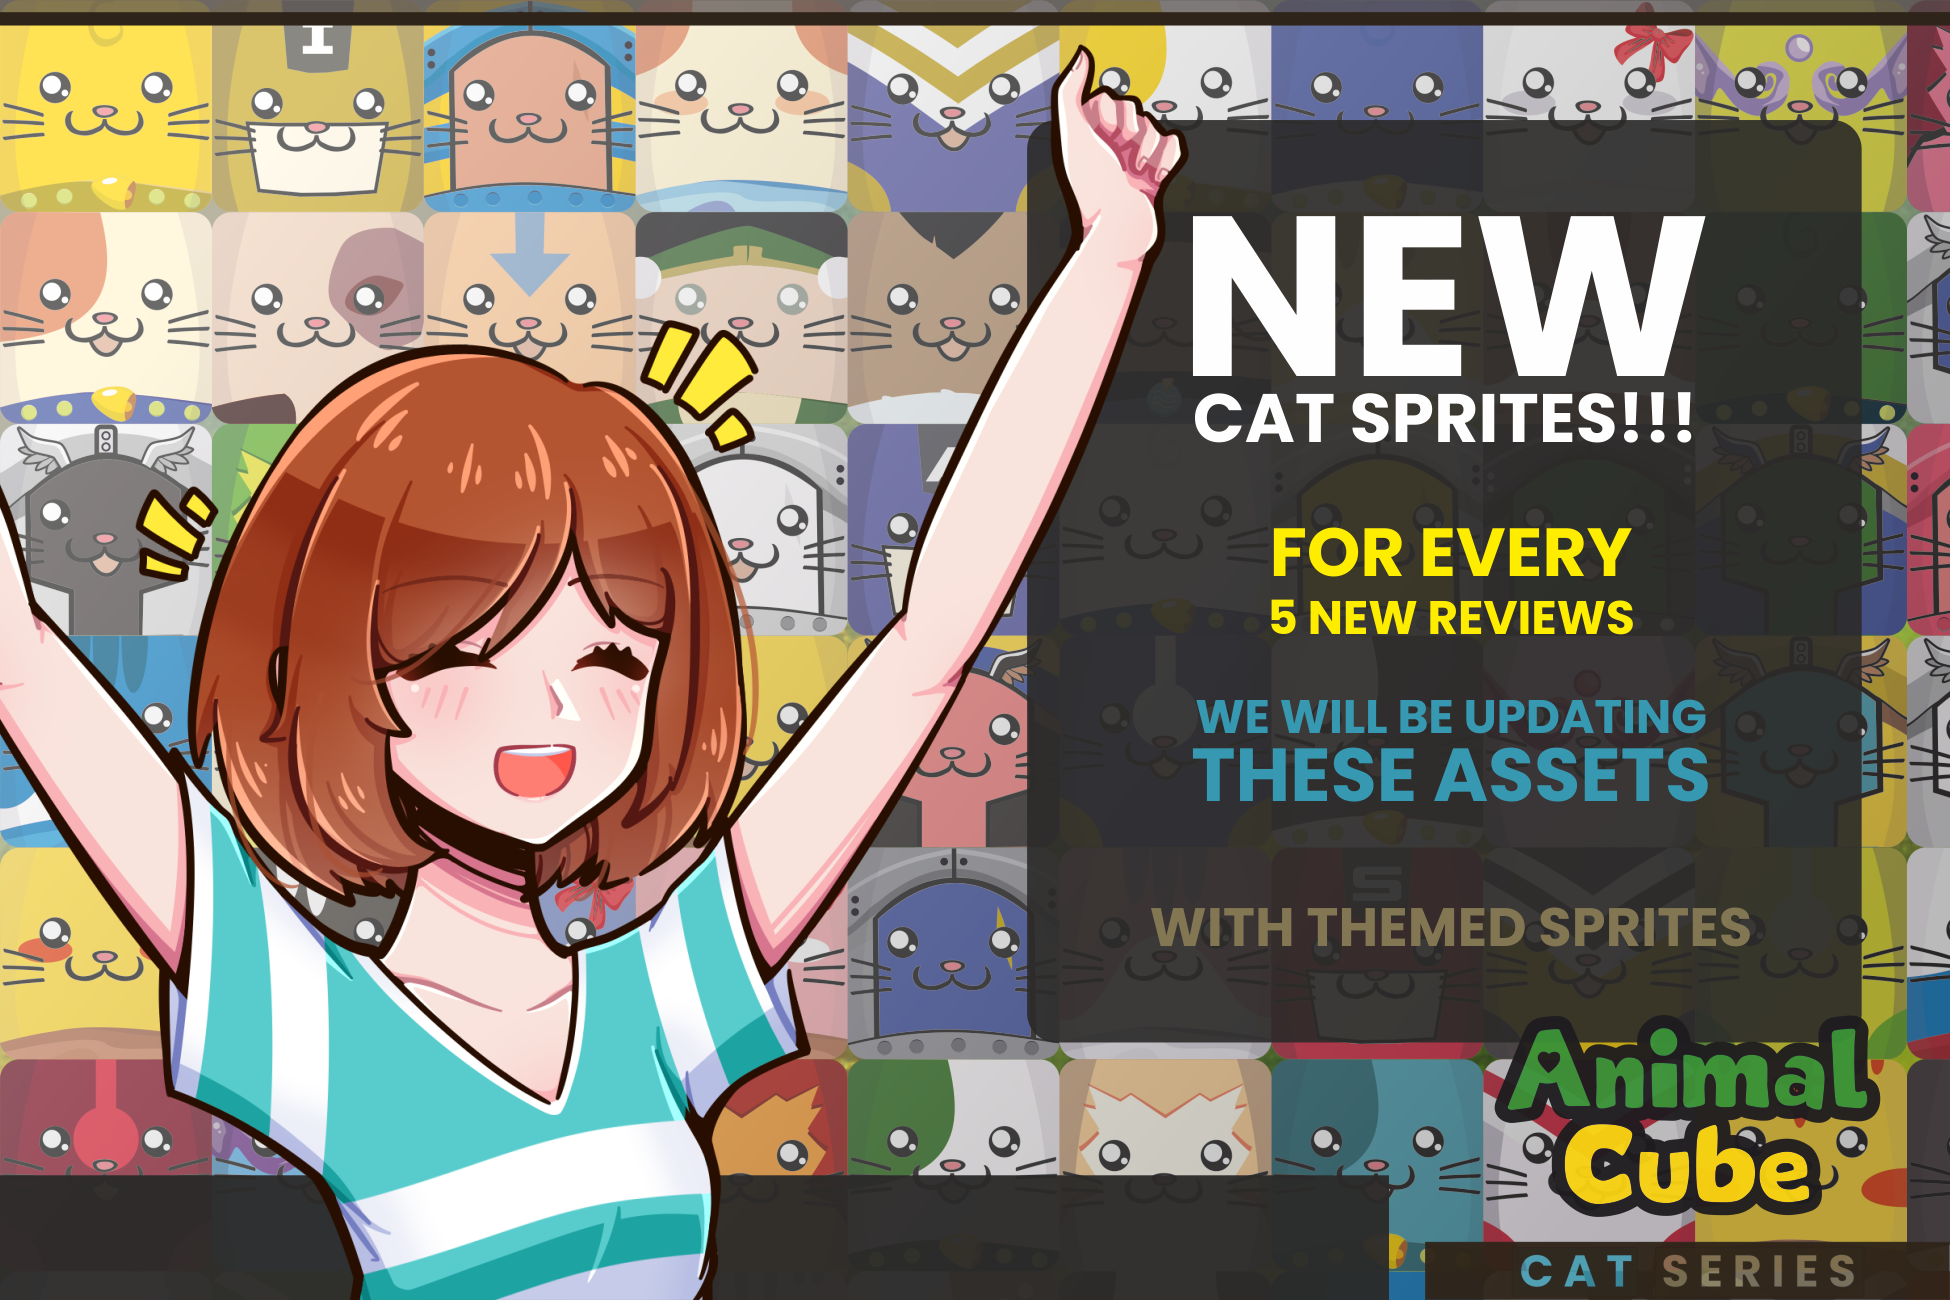 I
NEW
CAT SPRITES!!!
FOR EVERY
5 NEW REVIEWS
WE WILL BE UPDATING
THESE ASSETS
S
WITH THEMED SPRITES
Animal
Cube
CAT SERIES